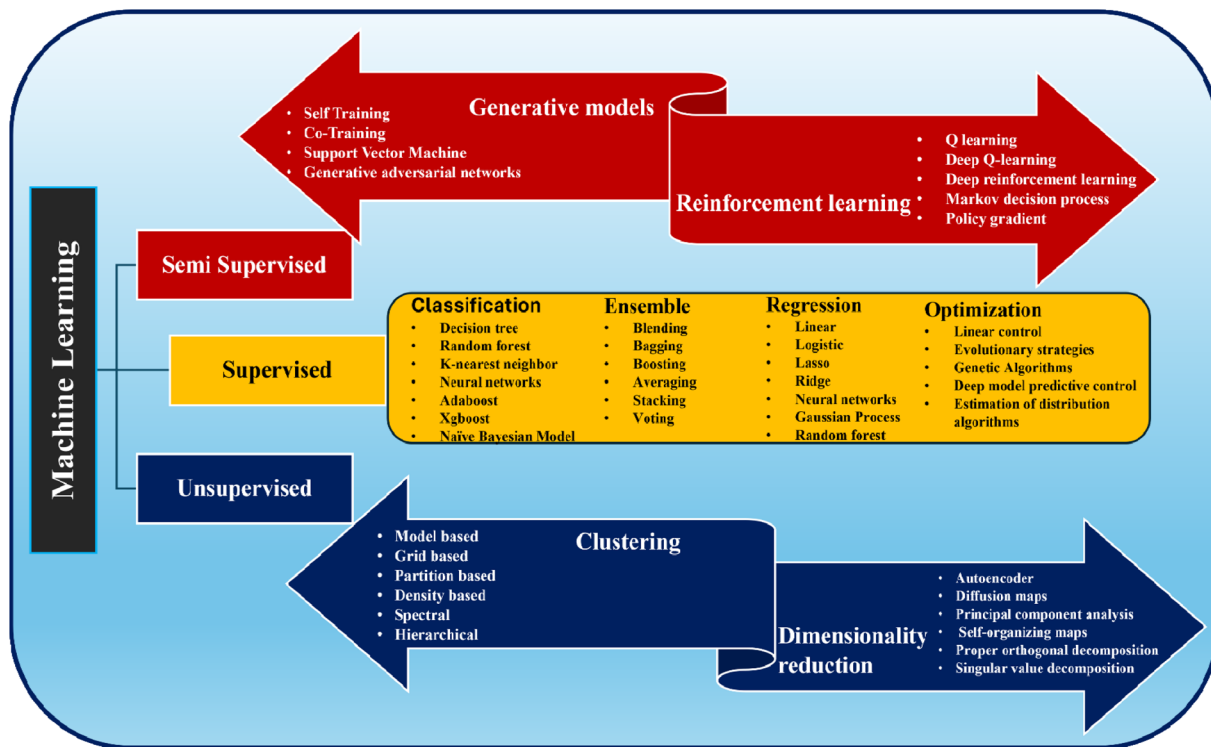 Machine Learning
Generative models
• Self Training
• Co-Training
• Support Vector Machine
• Generative adversarial networks
Reinforcement learning
• Q learning
• Deep Q-learning
• Deep reinforcement learning
• Markov decision process
• Policy gradient
Semi Supervised
Supervised
Classification
• Decision tree
• Random forest
• K-nearest neighbor
• Neural networks
• Adaboost
• Xgboost
• Naïve Bayesian Model
Ensemble
• Blending
• Bagging
• Boosting
• Averaging
• Stacking
• Voting
Regression
• Linear
• Logistic
• Lasso
• Ridge
• Neural networks
• Gaussian Process
• Random forest
Optimization
• Linear control
• Evolutionary strategies
• Genetic Algorithms
• Deep model predictive control
• Estimation of distribution
algorithms
Unsupervised
Clustering
• Model based
• Grid based
• Partition based
• Density based
• Spectral
• Hierarchical
Dimensionality
reduction
• Autoencoder
• Diffusion maps
• Principal component analysis
• Self-organizing maps
• Proper orthogonal decomposition
• Singular value decomposition